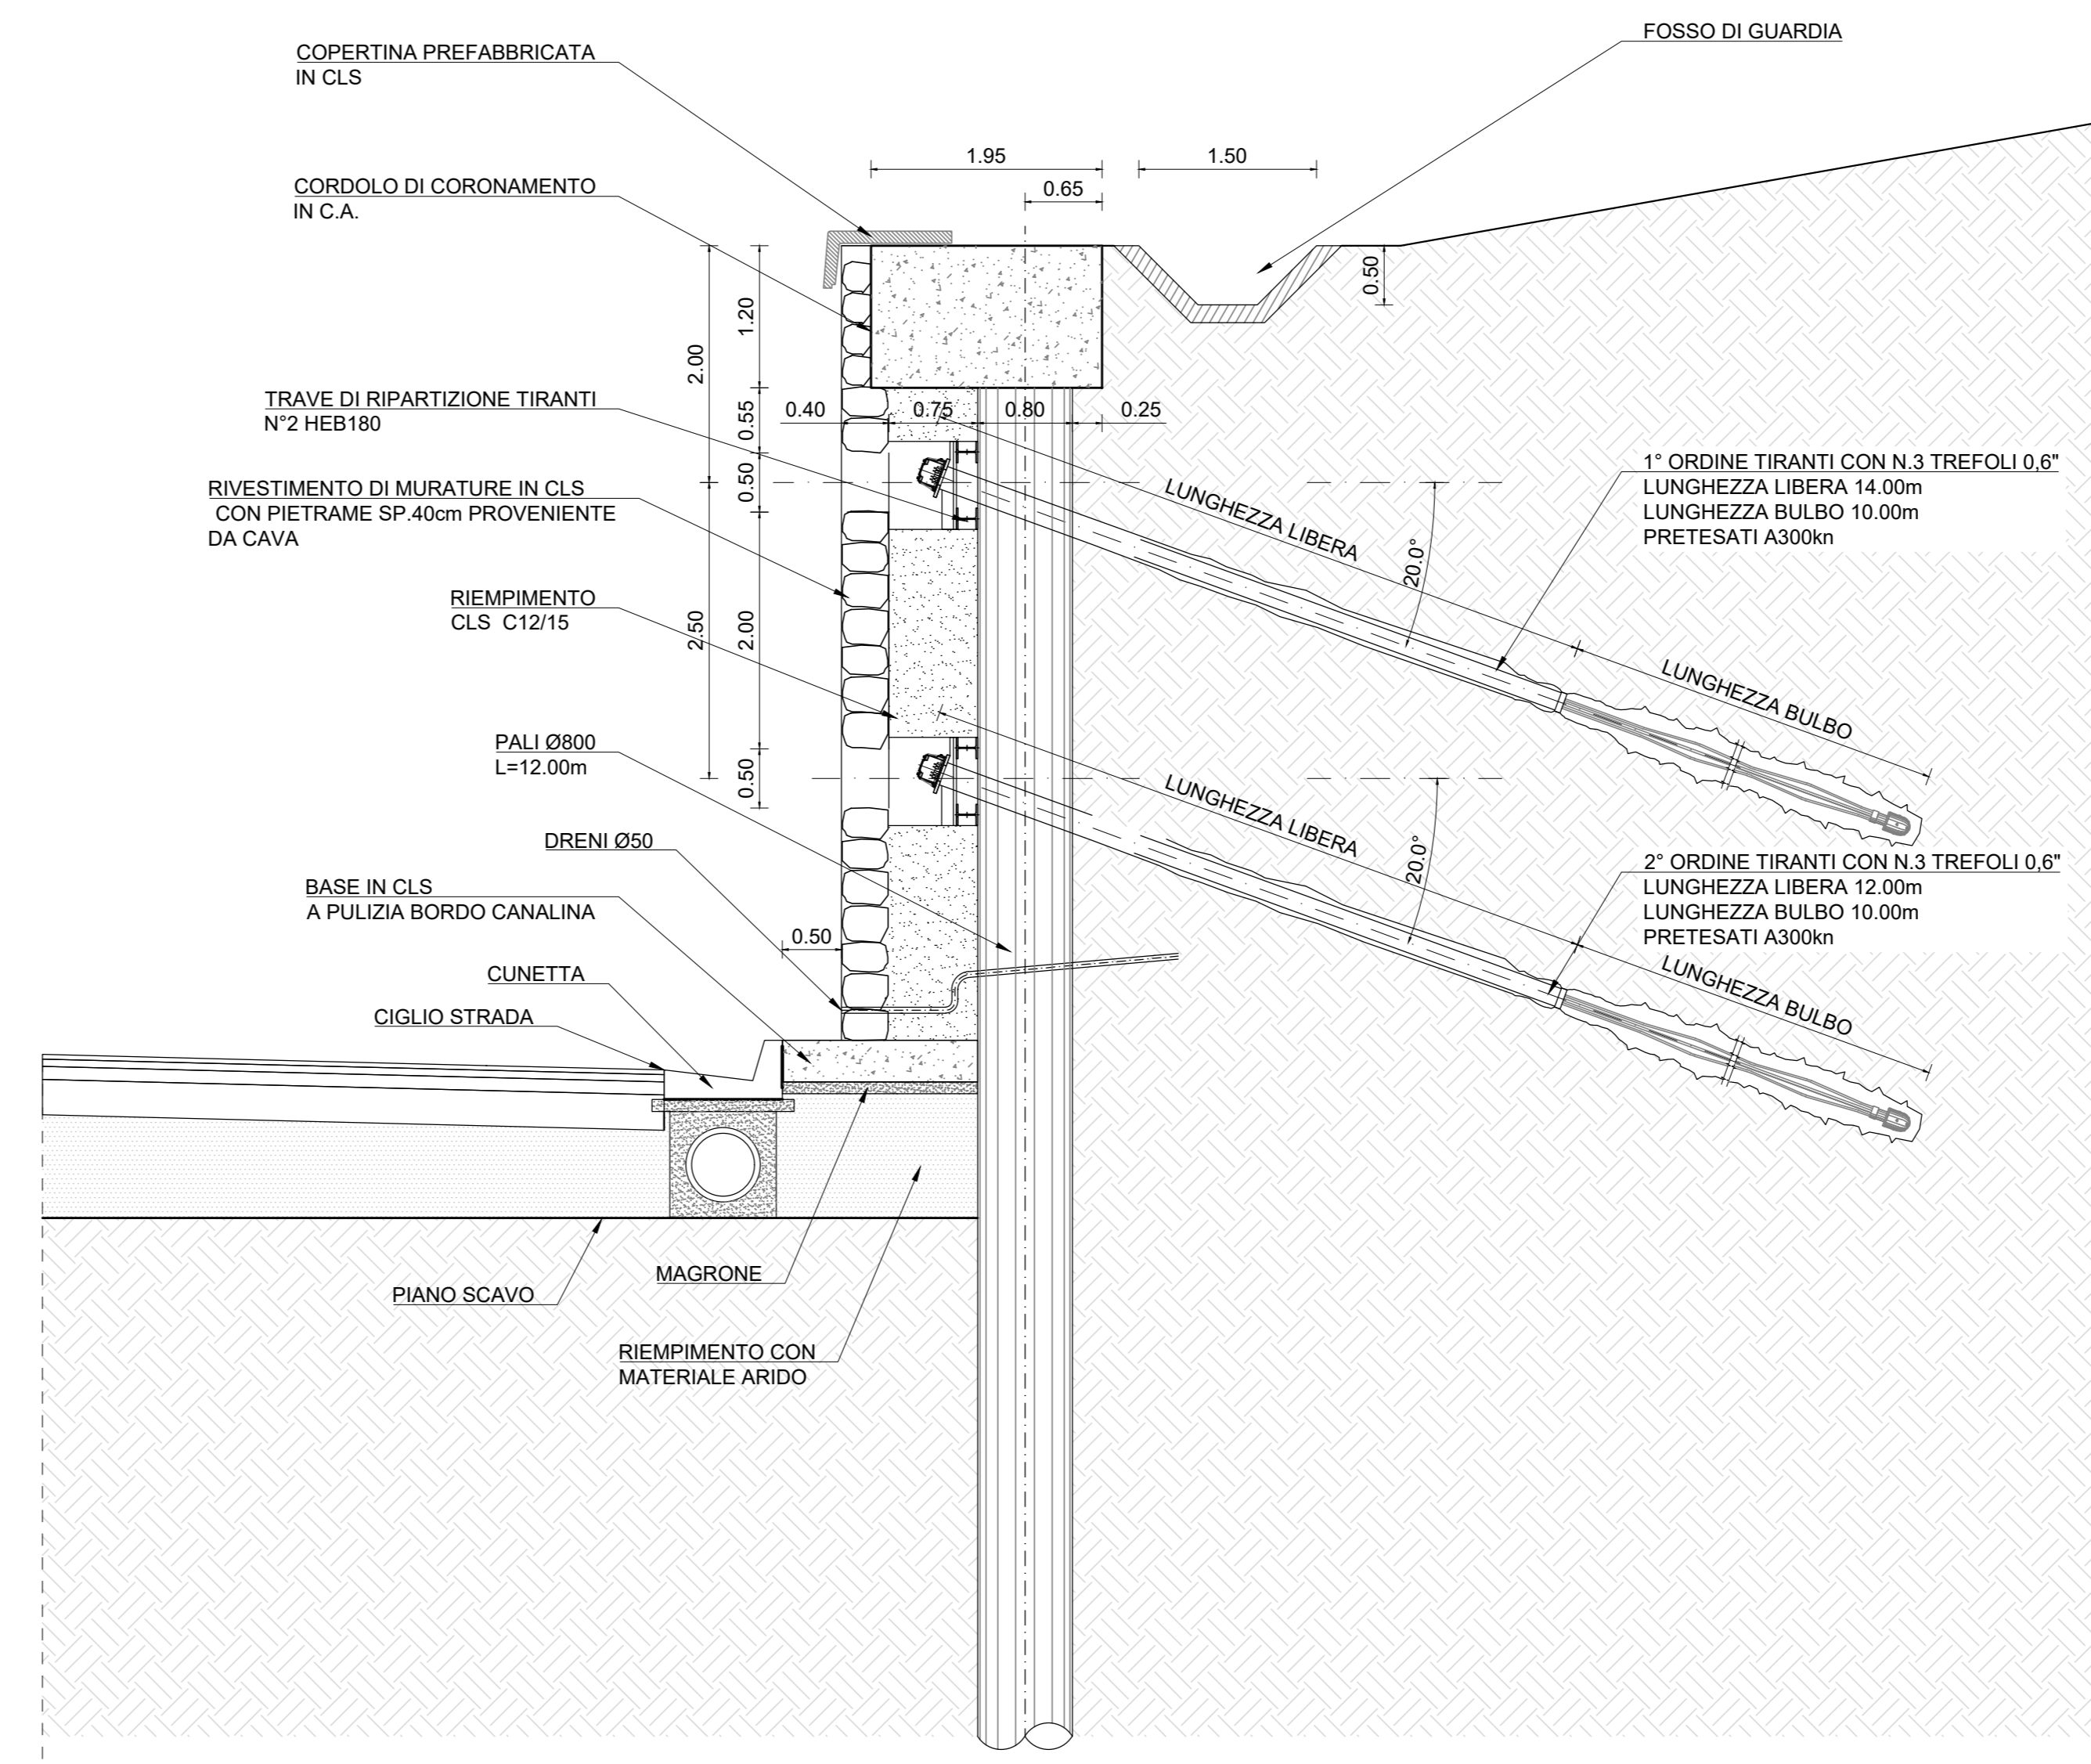 FOSSO DI GUARDIA
COPERTINA PREFABBRICATA
IN CLS
1.95
1.50
0.65
CORDOLO DI CORONAMENTO
IN C.A.
0.50
1.20
2.00
TRAVE DI RIPARTIZIONE TIRANTI
N°2 HEB180
0.55
0.40
0.75
0.80
0.25
1° ORDINE TIRANTI CON N.3 TREFOLI 0,6"
LUNGHEZZA LIBERA 14.00m
LUNGHEZZA BULBO 10.00m
PRETESATI A300kn
0.50
RIVESTIMENTO DI MURATURE IN CLS
CON PIETRAME SP.40cm PROVENIENTE
DA CAVA
LUNGHEZZA LIBERA
20.0°
RIEMPIMENTO
CLS C12/15
2.50
2.00
LUNGHEZZA BULBO
PALI Ø800
L=12.00m
0.50
LUNGHEZZA LIBERA
20.0°
DRENI Ø50
2° ORDINE TIRANTI CON N.3 TREFOLI 0,6"
LUNGHEZZA LIBERA 12.00m
LUNGHEZZA BULBO 10.00m
PRETESATI A300kn
BASE IN CLS
A PULIZIA BORDO CANALINA
0.50
LUNGHEZZA BULBO
CUNETTA
CIGLIO STRADA
MAGRONE
PIANO SCAVO
RIEMPIMENTO CON
MATERIALE ARIDO